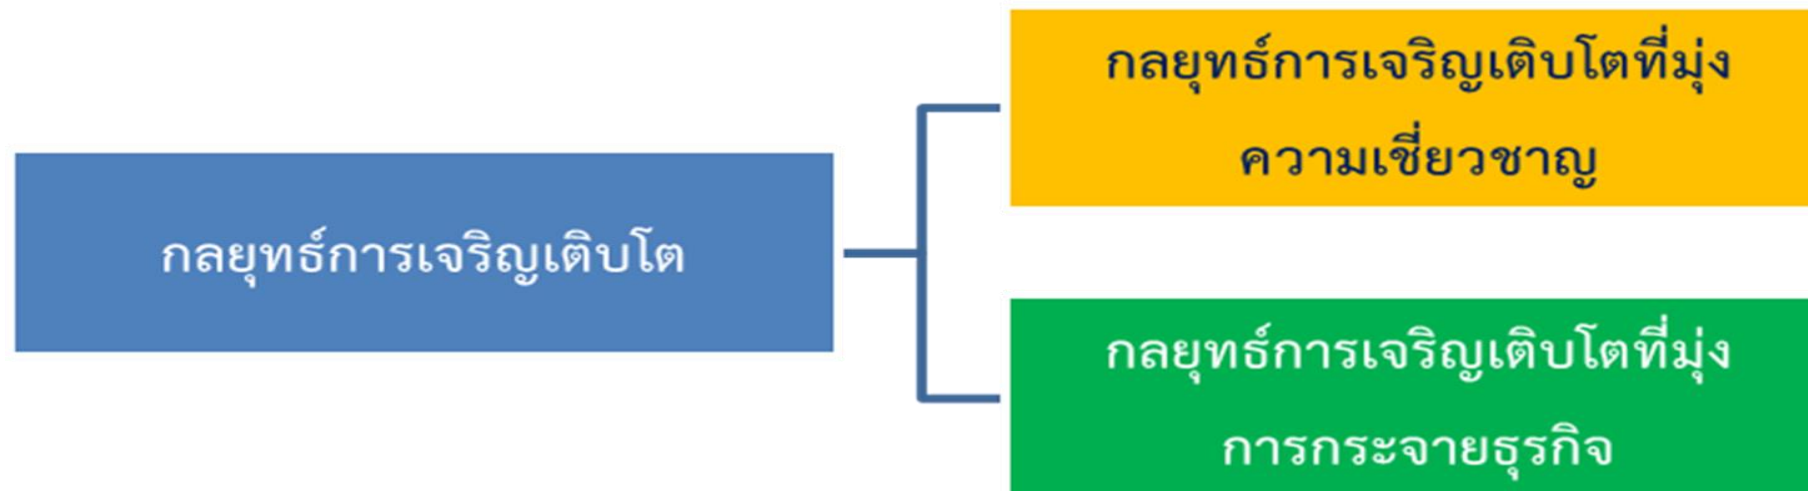 กลยุทธ์การเจริญเติบโต
กลยุทธ์การเจริญเติบโตที่มุ่ง
ความเชี่ยวชาญ
กลยุทธ์การเจริญเติบโตที่มุ่ง
การกระจายธุรกิจ